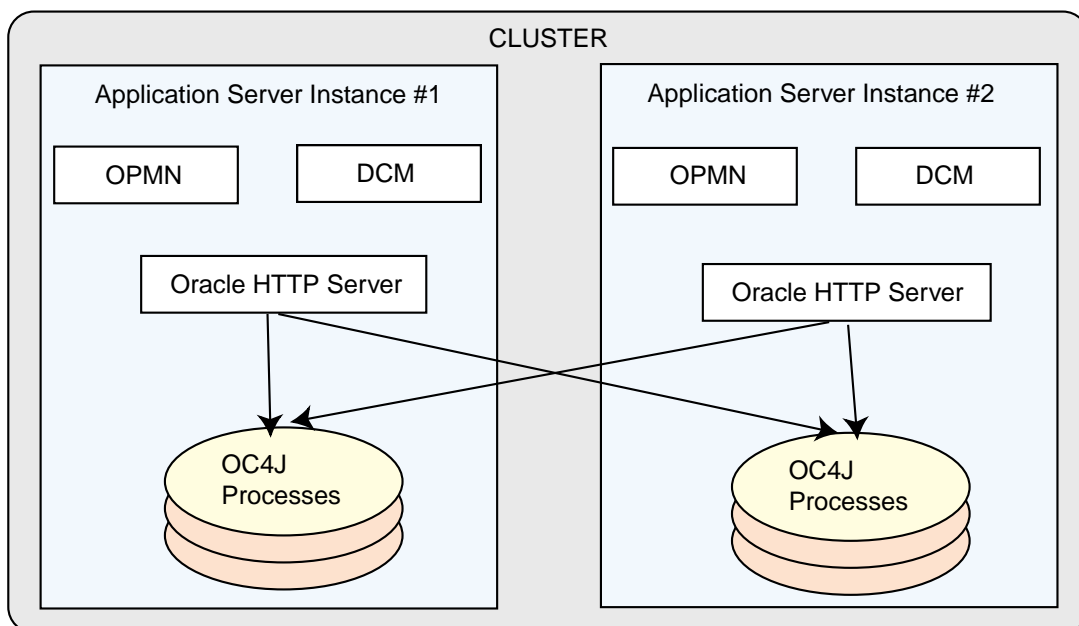 CLUSTER
Application Server Instance #1
OPMN
DCM
Oracle HTTP Server
OC4J
Processes
Application Server Instance #2
OPMN
DCM
Oracle HTTP Server
OC4J
Processes